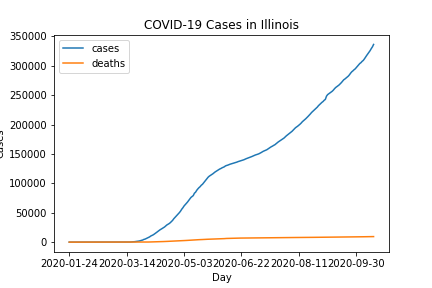 COVID-19 Cases in Illinois
350000
300000
250000
200000
150000
100000
50000
0
cases
deaths
cases
2020-01-24 2020-03-14 2020-05-03 2020-06-22 2020-08-11 2020-09-30
Day